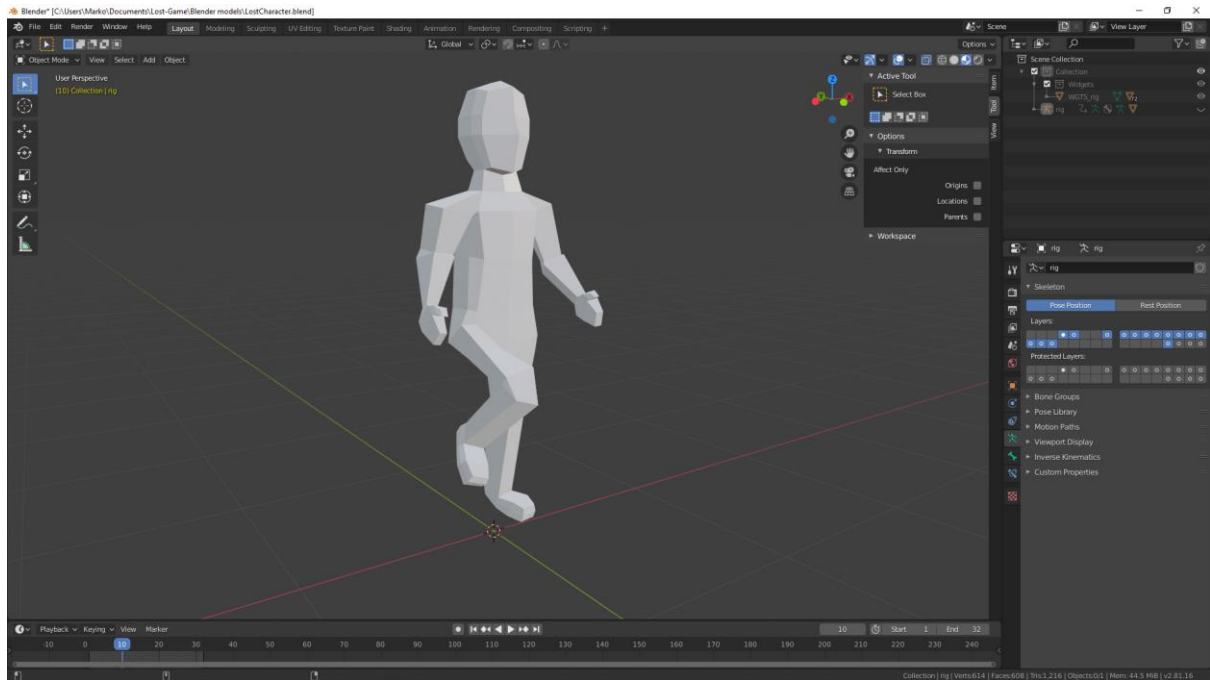 Blender* [C:\Users\Marko\Documents\Lost-Game\Blender models\LostCharacter.blend]
File Edit Render Window Help Layout Modeling Sculpting UV Editing Texture Paint Shading Animation Rendering Compositing Scripting + Scene View Layer
Global Options
Object Mode View Select Add Object
User Perspective
(10) Collection | rig
Z
Active Tool
Select Box
Options
Transform
Affect Only
Origins
Locations
Parents
Workspace
Item
Tool
View
Scene Collection
Collection
Widgets
WGTS_rig 72
rig
rig rig
rig
Skeleton
Pose Position Rest Position
Layers:
Protected Layers:
Bone Groups
Pose Library
Motion Paths
Viewport Display
Inverse Kinematics
Custom Properties
Playback Keying View Marker 10 Start 1 End 32
-10 0 10 20 30 40 50 60 70 80 90 100 110 120 130 140 150 160 170 180 190 200 210 220 230 240
Collection | rig | Verts:614 | Faces:608 | Tris:1,216 | Objects:0/1 | Mem: 44.5 MiB | v2.81.16